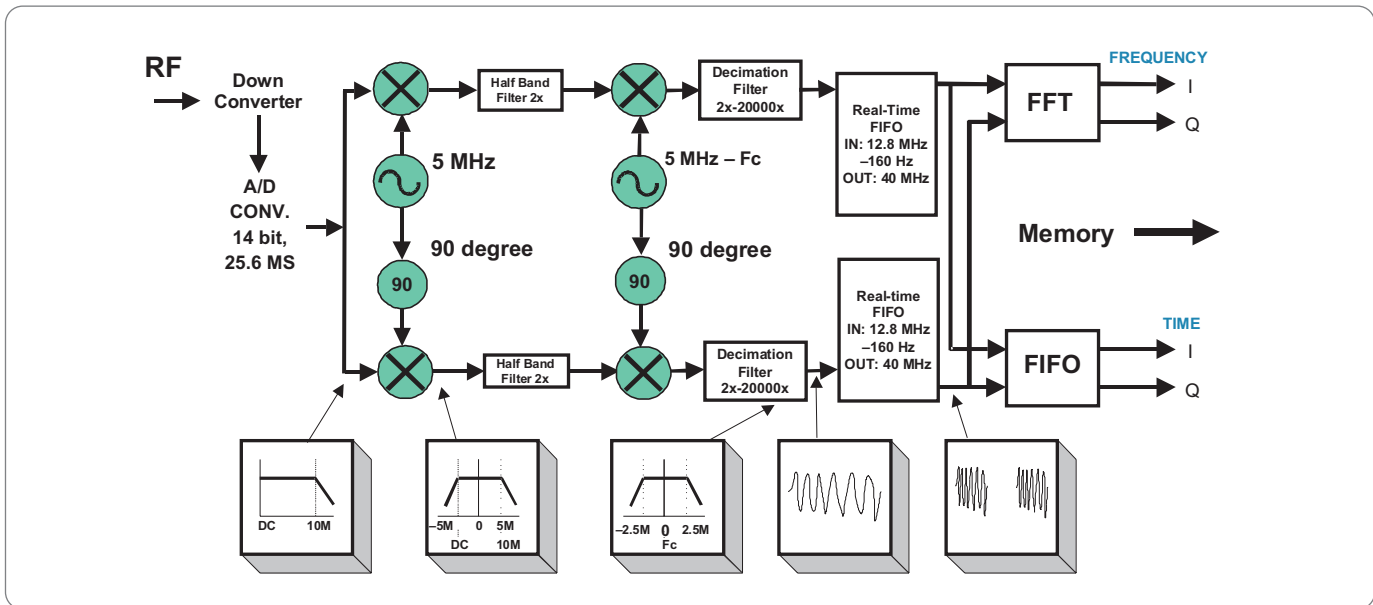 RF
Down
Converter
A/D
CONV.
14 bit,
25.6 MS
5 MHz
90 degree
90
Half Band
Filter 2x
Half Band
Filter 2x
5 MHz – Fc
90 degree
90
Decimation
Filter
2x-20000x
Decimation
Filter
2x-20000x
Real-Time
FIFO
IN: 12.8 MHz
–160 Hz
OUT: 40 MHz
Real-time
FIFO
IN: 12.8 MHz
–160 Hz
OUT: 40 MHz
FREQUENCY
FFT
I
Q
Memory
TIME
FIFO
I
Q
DC 10M
–5M 0 5M
DC 10M
–2.5M 0 2.5M
Fc